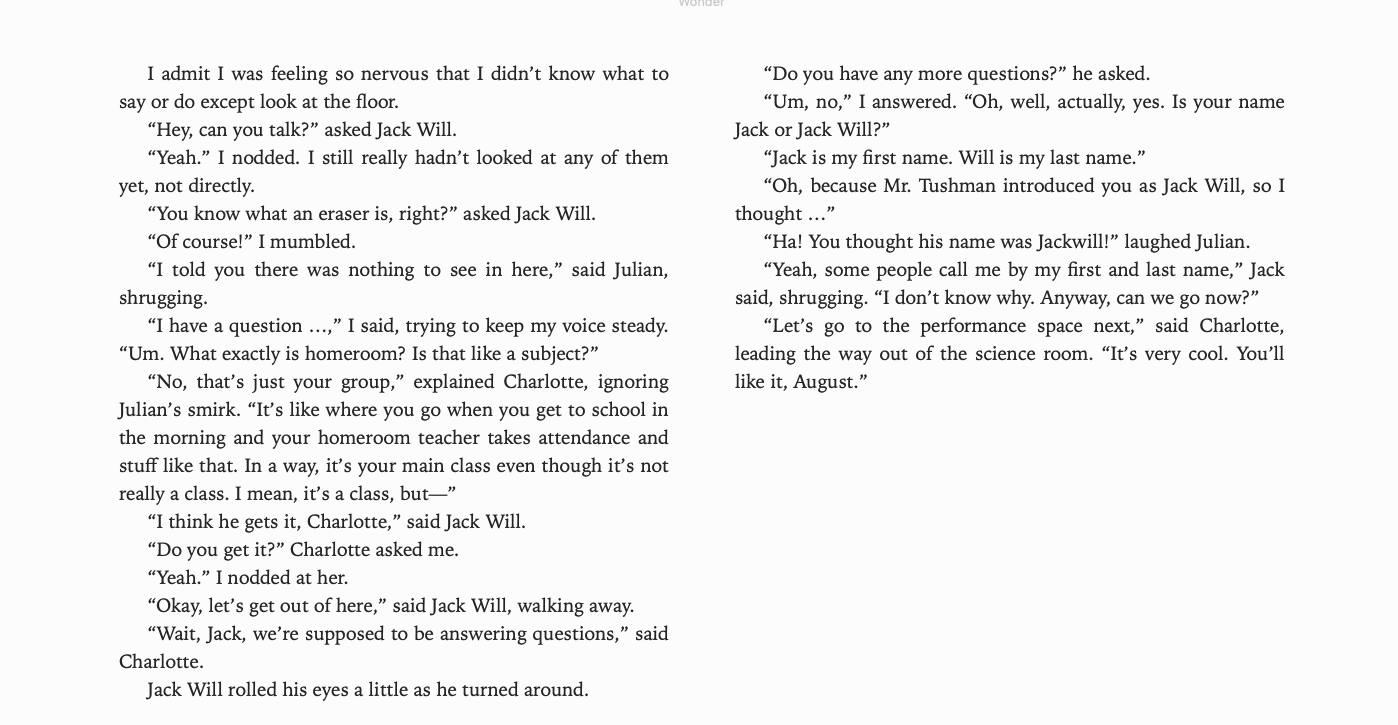 Wonder
I admit I was feeling so nervous that I didn’t know what to
say or do except look at the floor.
“Hey, can you talk?” asked Jack Will.
“Yeah.” I nodded. I still really hadn’t looked at any of them
yet, not directly.
“You know what an eraser is, right?” asked Jack Will.
“Of course!” I mumbled.
“I told you there was nothing to see in here,” said Julian,
shrugging.
“I have a question …,” I said, trying to keep my voice steady.
“Um. What exactly is homeroom? Is that like a subject?”
“No, that’s just your group,” explained Charlotte, ignoring
Julian’s smirk. “It’s like where you go when you get to school in
the morning and your homeroom teacher takes attendance and
stuff like that. In a way, it’s your main class even though it’s not
really a class. I mean, it’s a class, but—”
“I think he gets it, Charlotte,” said Jack Will.
“Do you get it?” Charlotte asked me.
“Yeah.” I nodded at her.
“Okay, let’s get out of here,” said Jack Will, walking away.
“Wait, Jack, we’re supposed to be answering questions,” said
Charlotte.
Jack Will rolled his eyes a little as he turned around.
“Do you have any more questions?” he asked.
“Um, no,” I answered. “Oh, well, actually, yes. Is your name
Jack or Jack Will?”
“Jack is my first name. Will is my last name.”
“Oh, because Mr. Tushman introduced you as Jack Will, so I
thought …”
“Ha! You thought his name was Jackwill!” laughed Julian.
“Yeah, some people call me by my first and last name,” Jack
said, shrugging. “I don’t know why. Anyway, can we go now?”
“Let’s go to the performance space next,” said Charlotte,
leading the way out of the science room. “It’s very cool. You’ll
like it, August.”